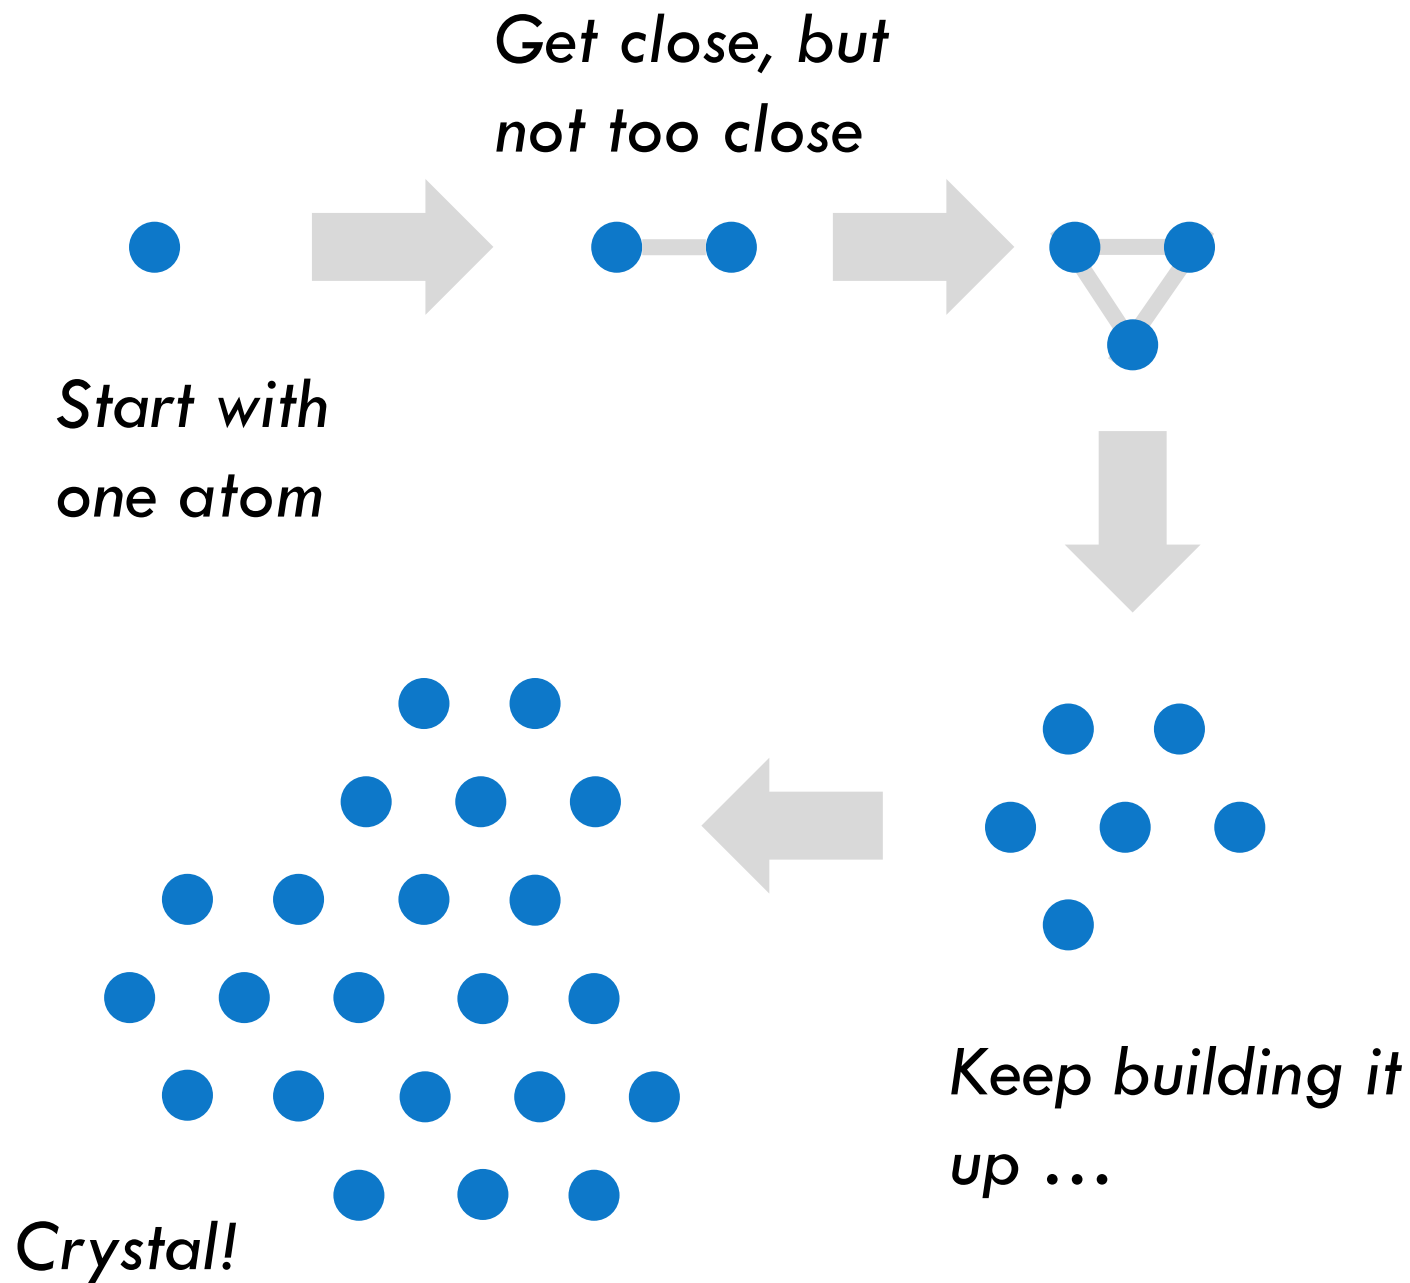 Get close, but
not too close
Start with
one atom
Keep building it
up ...
Crystal!